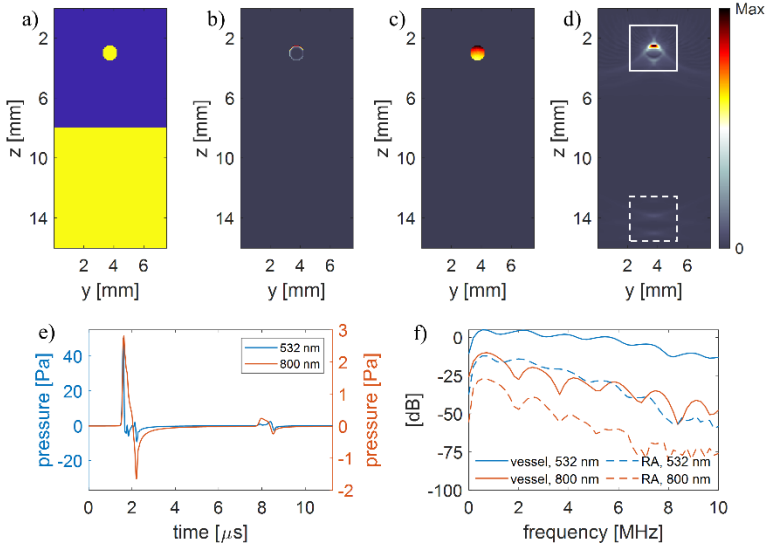 a)
2
6
10
14
z [mm]
2 4 6
y [mm]
b)
2
6
10
14
z [mm]
2 4 6
y [mm]
c)
2
6
10
14
z [mm]
2 4 6
y [mm]
d)
2
6
10
14
z [mm]
2 4 6
y [mm]
Max
0
e)
532 nm
800 nm
40
20
0
-20
pressure [Pa]
3
2
1
0
-1
-2
pressure [Pa]
0 2 4 6 8 10
time [μs]
f)
0
-25
-50
-75
-100
[dB]
vessel, 532 nm RA, 532 nm
vessel, 800 nm RA, 800 nm
0 2 4 6 8 10
frequency [MHz]